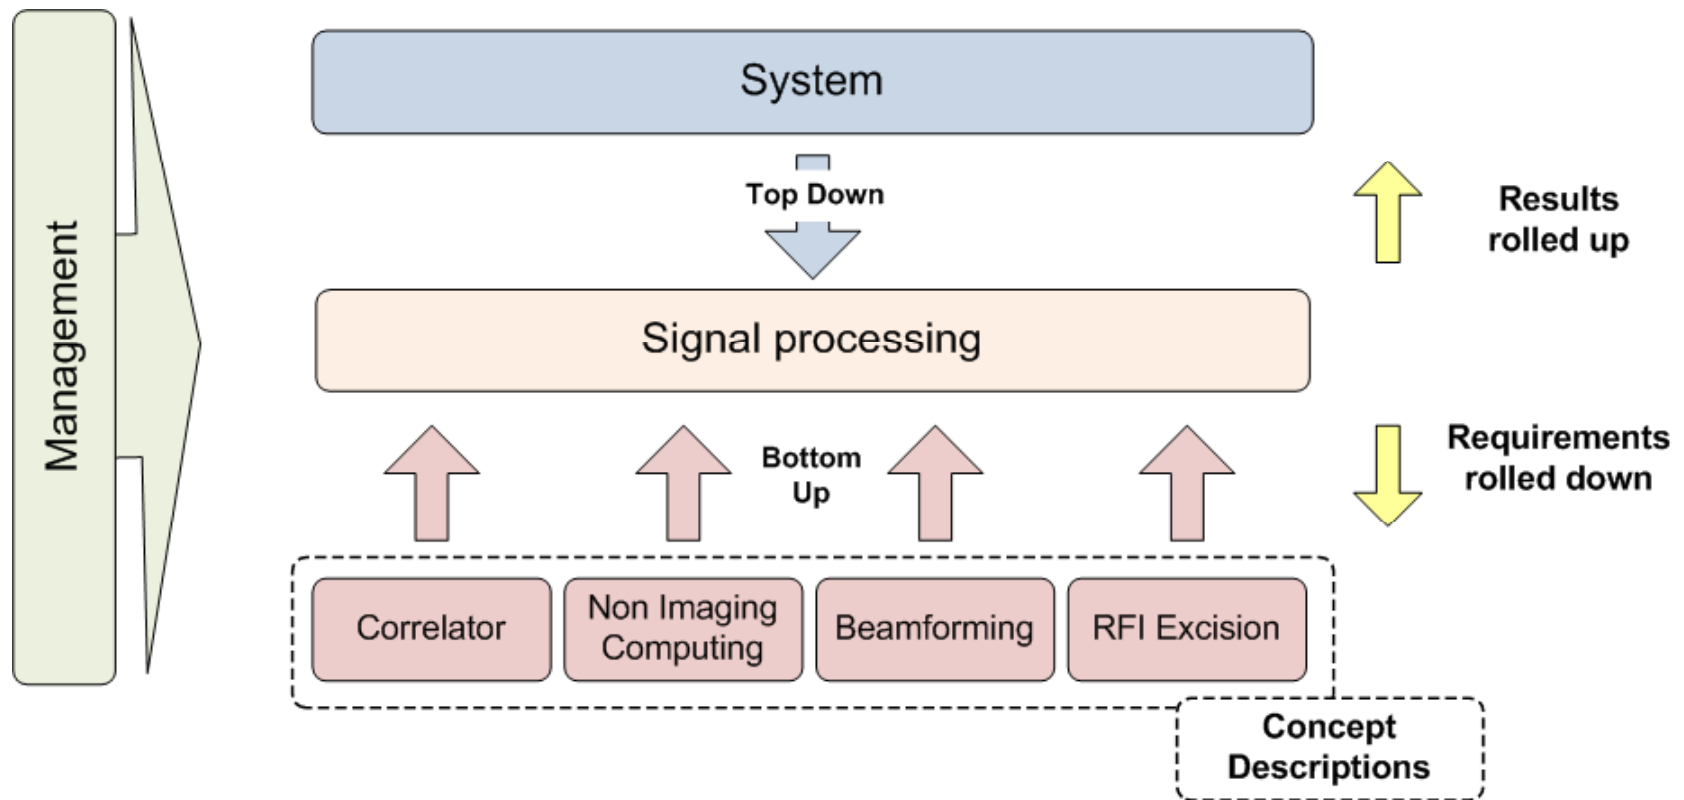 Management
System
Top Down
Results
rolled up
Signal processing
Bottom
Up
Requirements
rolled down
Correlator
Non Imaging
Computing
Beamforming
RFI Excision
Concept
Descriptions